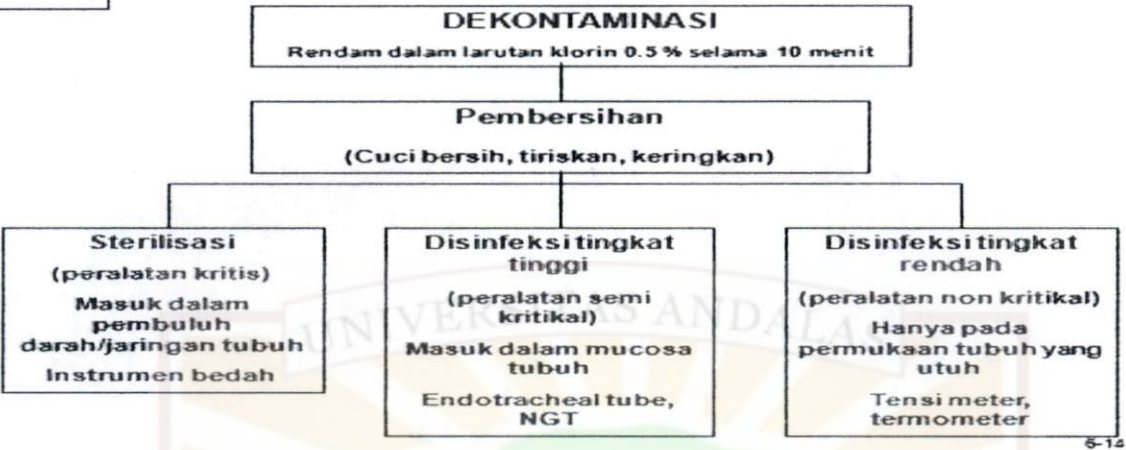 DEKONTAMINASI
Rendam dalam larutan klorin 0.5 % selama 10 menit
Pembersihan
(Cuci bersih, tiriskan, keringkan)
Sterilisasi
(peralatan kritis)
Masuk dalam
pembuluh
darah/jaringan tubuh
Instrumen bedah
Disinfeksi tingkat
tinggi
(peralatan semi
kritikal)
Masuk dalam mucosa
tubuh
Endotracheal tube,
NGT
Disinfeksi tingkat
rendah
(peralatan non kritikal)
Hanya pada
permukaan tubuh yang
utuh
Tensi meter,
termometer
UNIVERSITAS ANDALAS